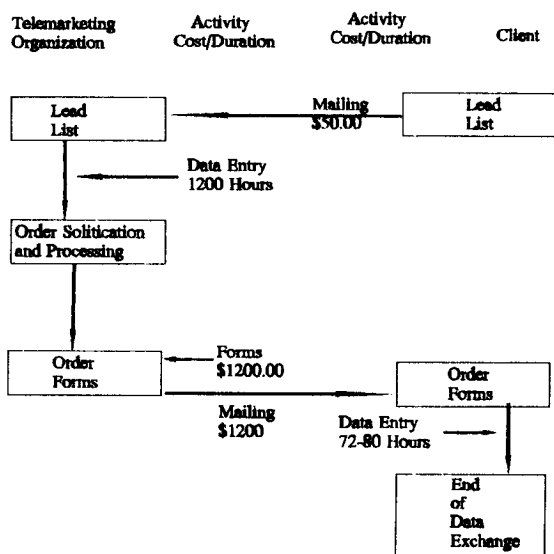 Telemarketing
Organization
Activity
Cost/Duration
Activity
Cost/Duration
Client
Lead
List
Mailing
$50.00
Lead
List
Data Entry
1200 Hours
Order Solitication
and Processing
Order
Forms
Forms
$1200.00
Mailing
$1200
Order
Forms
Data Entry
72-80 Hours
End
of
Data
Exchange